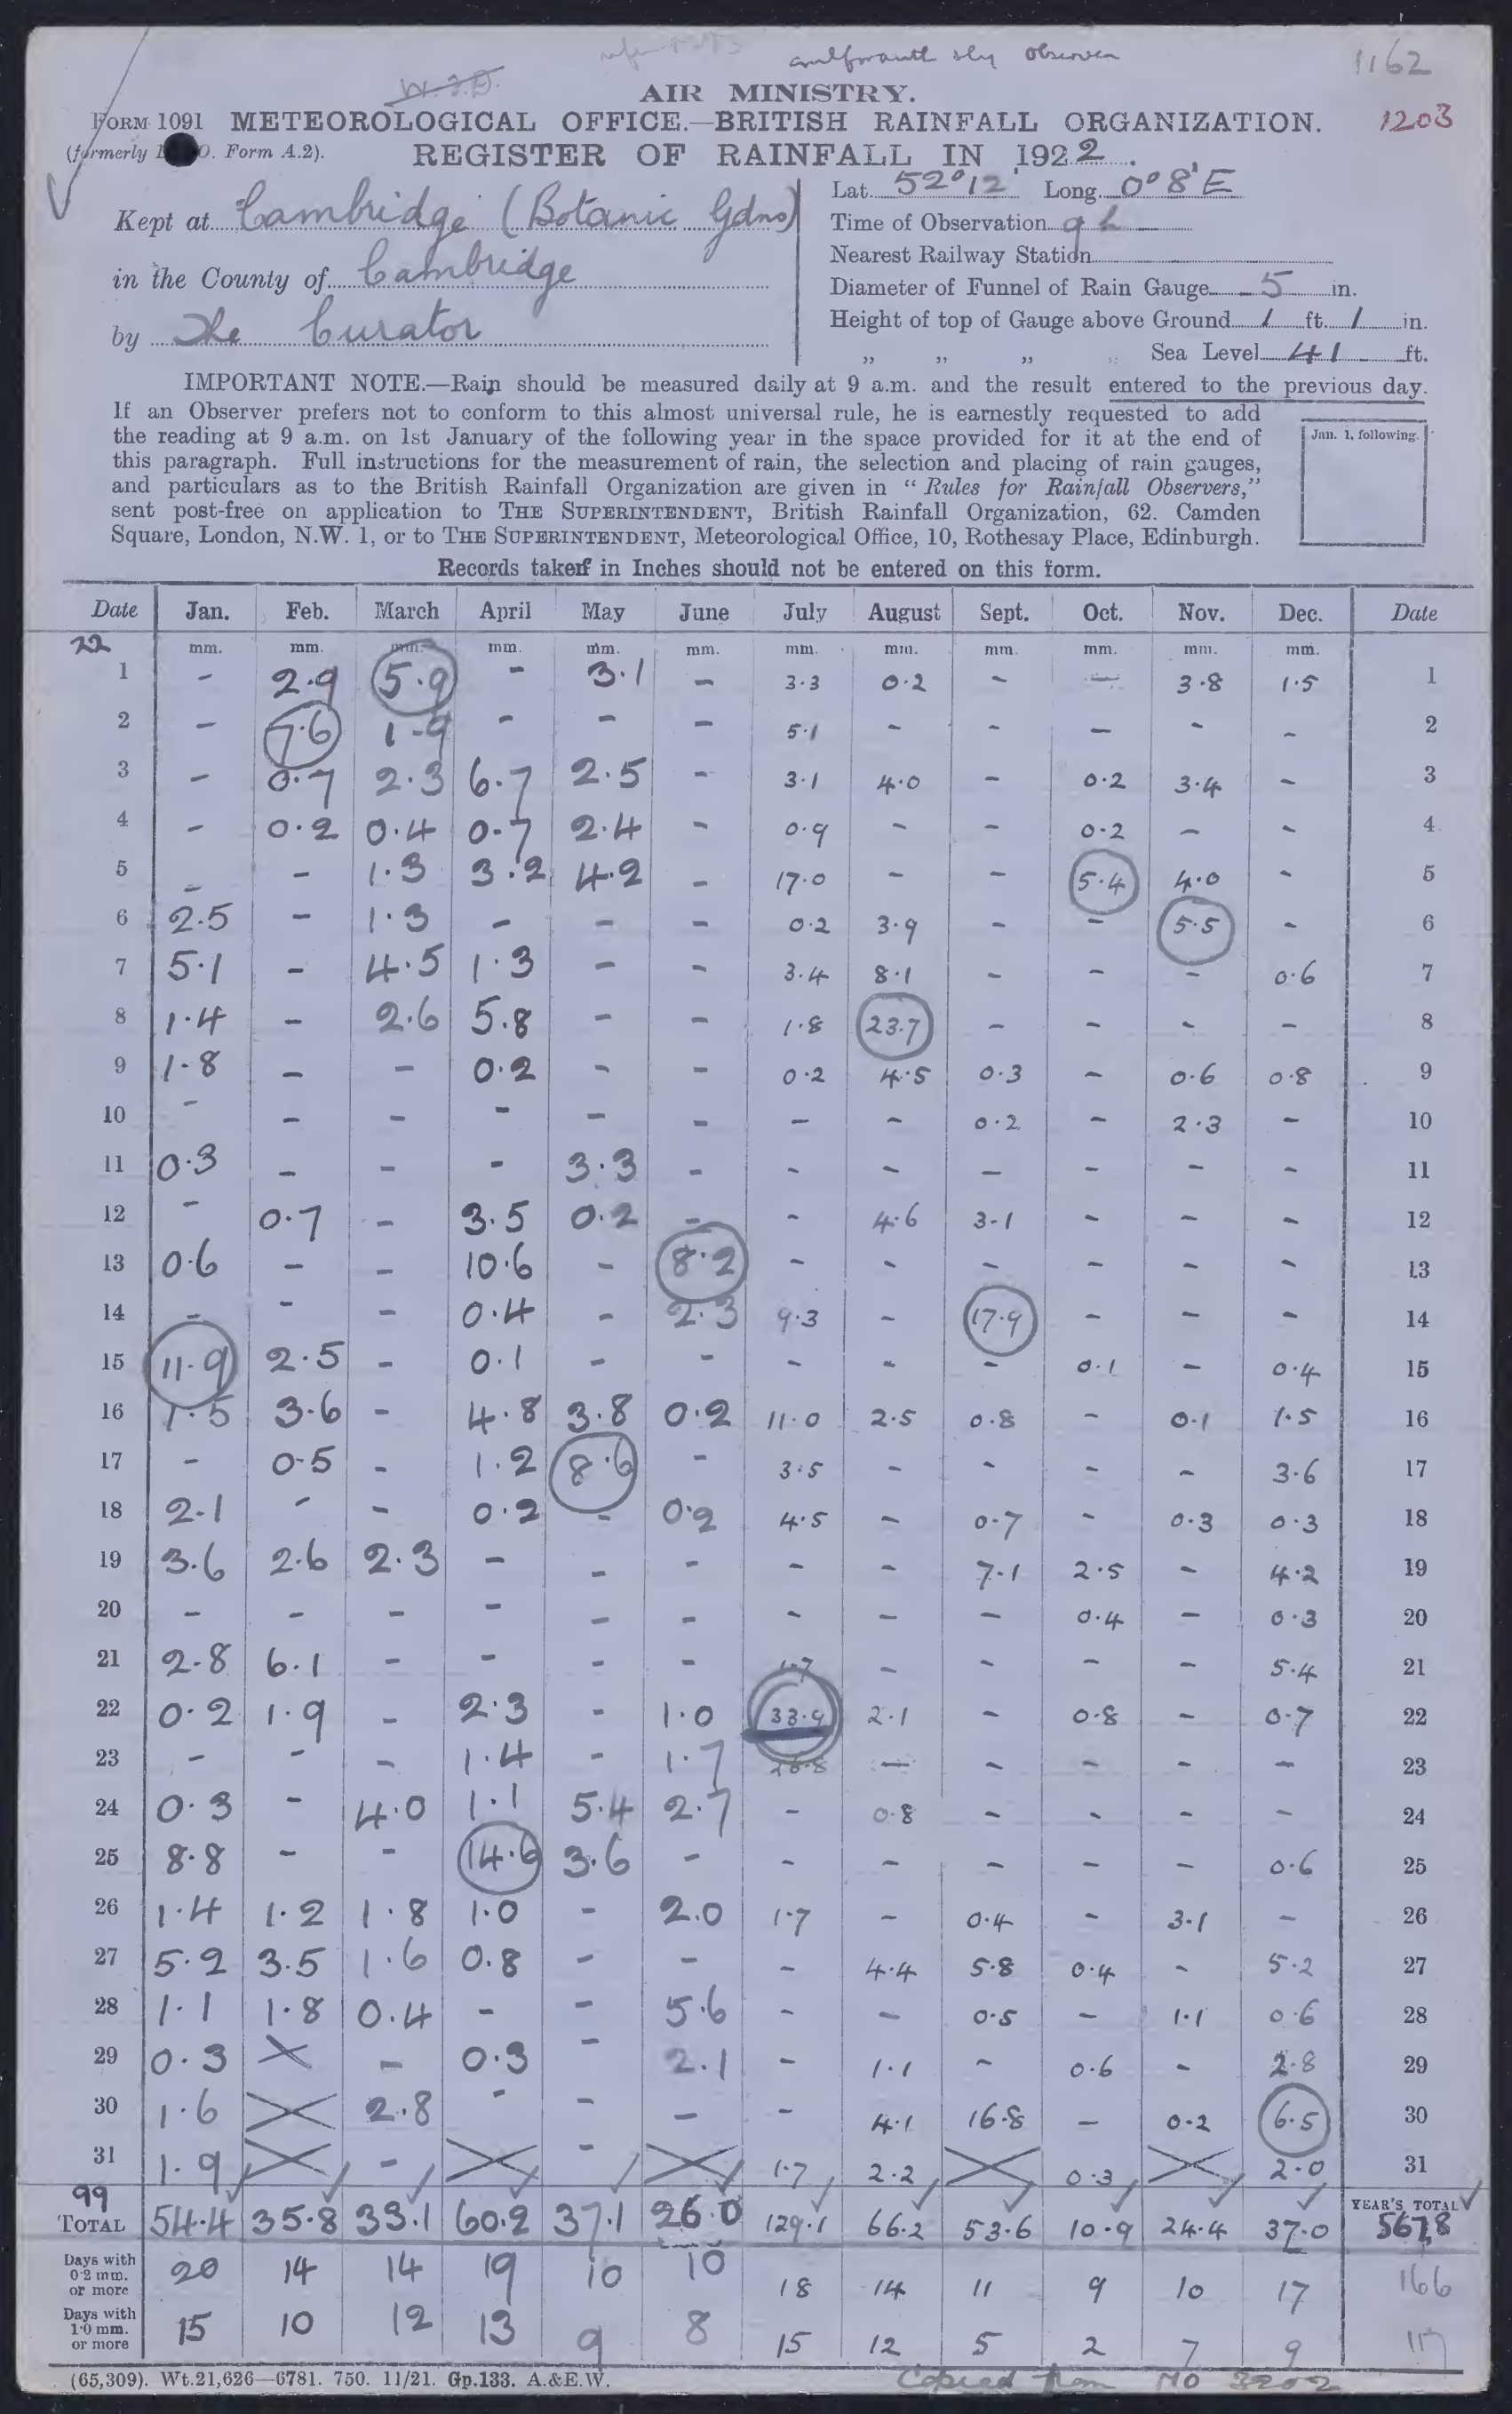 1162
W.I.D.
AIR MINISTRY.
FORM 1091 METEOROLOGICAL OFFICE.—BRITISH RAINFALL ORGANIZATION. 1203
(formerly O. Form A.2). REGISTER OF RAINFALL IN 1922.
Kept at Cambridge (Botanic Gdns)
in the County of Cambridge
by The Curator
Lat. 52°12' Long. 0°8'E
Time of Observation 9h
Nearest Railway Station
Diameter of Funnel of Rain Gauge 5 in.
Height of top of Gauge above Ground 1 ft. 1 in.
" " " " Sea Level 41 ft.
IMPORTANT NOTE.—Rain should be measured daily at 9 a.m. and the result entered to the previous day.
If an Observer prefers not to conform to this almost universal rule, he is earnestly requested to add
the reading at 9 a.m. on 1st January of the following year in the space provided for it at the end of
this paragraph. Full instructions for the measurement of rain, the selection and placing of rain gauges,
and particulars as to the British Rainfall Organization are given in "Rules for Rainfall Observers,"
sent post-free on application to THE SUPERINTENDENT, British Rainfall Organization, 62. Camden
Square, London, N.W. 1, or to THE SUPERINTENDENT, Meteorological Office, 10, Rothesay Place, Edinburgh.
Jan. 1, following.
Records taken in Inches should not be entered on this form.
Date Jan. Feb. March April May June July August Sept. Oct. Nov. Dec. Date
22 mm. mm. mm. mm. mm. mm. mm. mm. mm. mm. mm. mm.
1 - 2.9 5.9 - 3.1 - 3.3 0.2 - - 3.8 1.5 1
2 - 7.6 1.9 - - - 5.1 - - - - - 2
3 - 0.7 2.3 6.7 2.5 - 3.1 4.0 - 0.2 3.4 - 3
4 - 0.2 0.4 0.7 2.4 - 0.9 - - 0.2 - - 4
5 - - 1.3 3.2 4.2 - 17.0 - - 5.4 4.0 - 5
6 2.5 - 1.3 - - - 0.2 3.9 - - 5.5 - 6
7 5.1 - 4.5 1.3 - - 3.4 8.1 - - - 0.6 7
8 1.4 - 2.6 5.8 - - 1.8 23.7 - - - - 8
9 1.8 - - 0.2 - - 0.2 4.5 0.3 - 0.6 0.8 9
10 - - - - - - - - 0.2 - 2.3 - 10
11 0.3 - - - 3.3 - - - - - - - 11
12 - 0.7 - 3.5 0.2 - - 4.6 3.1 - - - 12
13 0.6 - - 10.6 - 8.2 - - - - - - 13
14 - - - 0.4 - 2.3 9.3 - 17.9 - - - 14
15 11.9 2.5 - 0.1 - - - - - 0.1 - 0.4 15
16 1.5 3.6 - 4.8 3.8 0.2 11.0 2.5 0.8 - 0.1 1.5 16
17 - 0.5 - 1.2 8.6 - 3.5 - - - - 3.6 17
18 2.1 - - 0.2 - 0.2 4.5 - 0.7 - 0.3 0.3 18
19 3.6 2.6 2.3 - - - - - 7.1 2.5 - 4.2 19
20 - - - - - - - - - 0.4 - 0.3 20
21 2.8 6.1 - - - - 1.7 - - - - 5.4 21
22 0.2 1.9 - 2.3 - 1.0 33.9 2.1 - 0.8 - 0.7 22
23 - - - 1.4 - 1.7 26.8 - - - - - 23
24 0.3 - 4.0 1.1 5.4 2.7 - 0.8 - - - - 24
25 8.8 - - 14.6 3.6 - - - - - - 0.6 25
26 1.4 1.2 1.8 1.0 - 2.0 1.7 - 0.4 - 3.1 - 26
27 5.2 3.5 1.6 0.8 - - - 4.4 5.8 0.4 - 5.2 27
28 1.1 1.8 0.4 - - 5.6 - - 0.5 - 1.1 0.6 28
29 0.3 - 0.3 - 2.1 - 1.1 - 0.6 - 2.8 29
30 1.6 2.8 - - - - 4.1 16.8 - 0.2 6.5 30
31 1.9 - - 1.7 2.2 0.3 2.0 31
99 YEAR'S TOTAL
TOTAL 54.4 35.8 33.1 60.2 37.1 26.0 129.1 66.2 53.6 10.9 24.4 37.0 567.8
Days with 0·2 mm. or more 20 14 14 19 10 10 18 14 11 9 10 17 166
Days with 1·0 mm. or more 15 10 12 13 9 8 15 12 5 2 7 9 117
(65,309). Wt.21,626—6781. 750. 11/21. Gp.133. A.&E.W. Copied from MO 3202